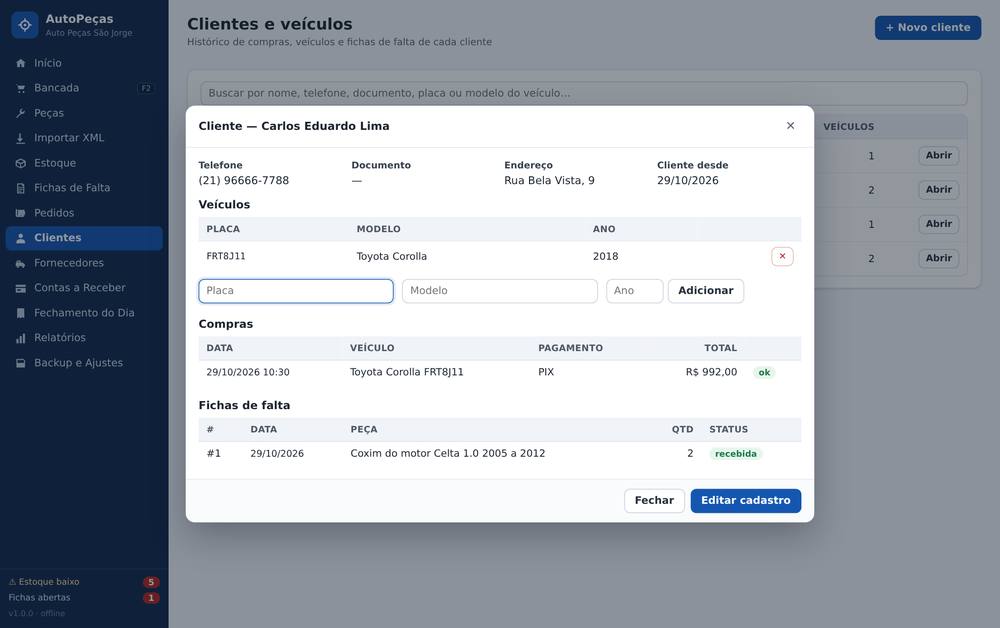 AutoPeças
Auto Peças São Jorge
Início
Bancada F2
Peças
Importar XML
Estoque
Fichas de Falta
Pedidos
Clientes
Fornecedores
Contas a Receber
Fechamento do Dia
Relatórios
Backup e Ajustes
⚠ Estoque baixo 5
Fichas abertas 1
v1.0.0 · offline
Clientes e veículos
Histórico de compras, veículos e fichas de falta de cada cliente
+ Novo cliente
Buscar por nome, telefone, documento, placa ou modelo do veículo...
VEÍCULOS
1 Abrir
2 Abrir
1 Abrir
2 Abrir
Cliente — Carlos Eduardo Lima ✕
Telefone Documento Endereço Cliente desde
(21) 96666-7788 — Rua Bela Vista, 9 29/10/2026
Veículos
PLACA MODELO ANO
FRT8J11 Toyota Corolla 2018 ✕
Placa Modelo Ano Adicionar
Compras
DATA VEÍCULO PAGAMENTO TOTAL
29/10/2026 10:30 Toyota Corolla FRT8J11 PIX R$ 992,00 ok
Fichas de falta
# DATA PEÇA QTD STATUS
#1 29/10/2026 Coxim do motor Celta 1.0 2005 a 2012 2 recebida
Fechar Editar cadastro